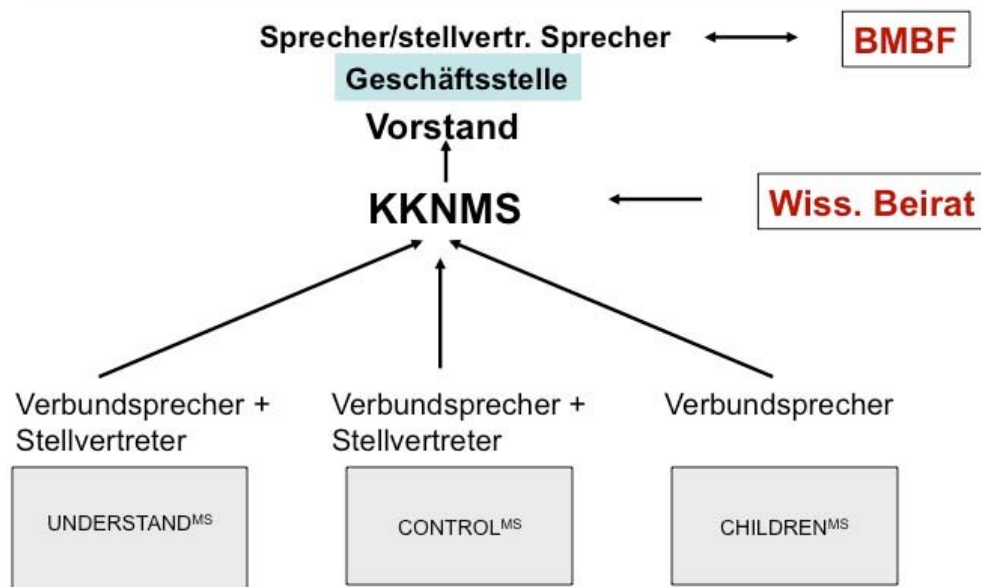 Sprecher/stellvertr. Sprecher
BMBF
Geschäftsstelle
Vorstand
KKNMS
Wiss. Beirat
Verbundsprecher +
Stellvertreter
Verbundsprecher +
Stellvertreter
Verbundsprecher
UNDERSTANDᴹˢ
CONTROLᴹˢ
CHILDRENᴹˢ